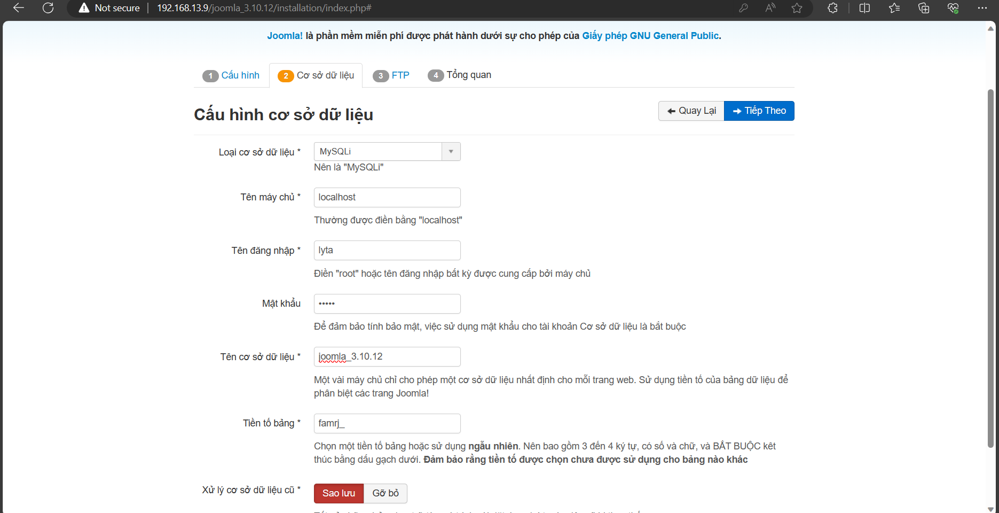 Not secure | 192.168.13.9/joomla_3.10.12/installation/index.php#
Joomla! là phần mềm miễn phí được phát hành dưới sự cho phép của Giấy phép GNU General Public.
1 Cấu hình 2 Cơ sở dữ liệu 3 FTP 4 Tổng quan
Cấu hình cơ sở dữ liệu
Quay Lại Tiếp Theo
Loại cơ sở dữ liệu * MySQLi
Nên là "MySQLi"
Tên máy chủ * localhost
Thường được điền bằng "localhost"
Tên đăng nhập * lyta
Điền "root" hoặc tên đăng nhập bất kỳ được cung cấp bởi máy chủ
Mật khẩu •••••
Để đảm bảo tính bảo mật, việc sử dụng mật khẩu cho tài khoản Cơ sở dữ liệu là bắt buộc
Tên cơ sở dữ liệu * joomla_3.10.12
Một vài máy chủ chỉ cho phép một cơ sở dữ liệu nhất định cho mỗi trang web. Sử dụng tiền tố của bảng dữ liệu để
phân biệt các trang Joomla!
Tiền tố bảng * famrj_
Chọn một tiền tố bảng hoặc sử dụng ngẫu nhiên. Nên bao gồm 3 đến 4 ký tự, có số và chữ, và BẮT BUỘC kêt
thúc bằng dấu gạch dưới. Đảm bảo rằng tiền tố được chọn chưa được sử dụng cho bảng nào khác
Xử lý cơ sở dữ liệu cũ * Sao lưu Gỡ bỏ